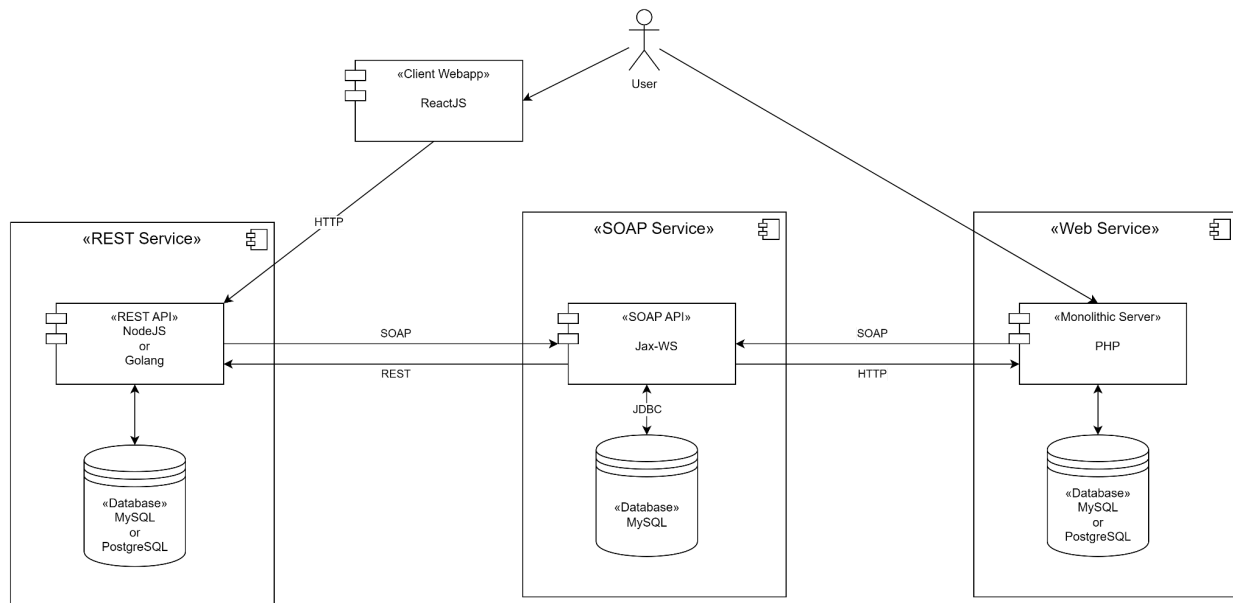 User
«Client Webapp»
ReactJS
HTTP
«REST Service»
«REST API»
NodeJS
or
Golang
«Database»
MySQL
or
PostgreSQL
SOAP
REST
«SOAP Service»
«SOAP API»
Jax-WS
JDBC
«Database»
MySQL
SOAP
HTTP
«Web Service»
«Monolithic Server»
PHP
«Database»
MySQL
or
PostgreSQL